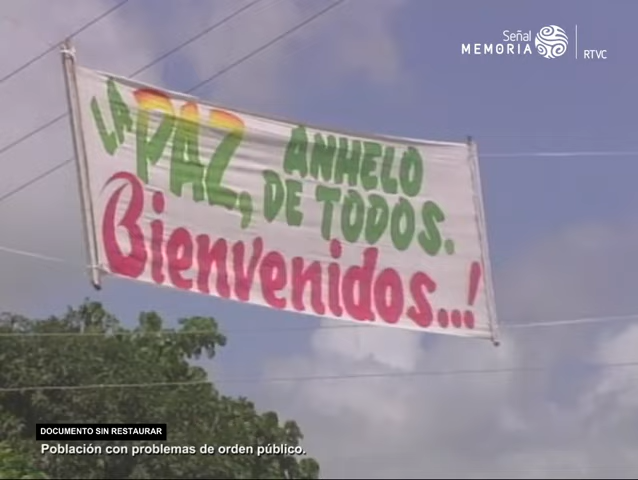 Señal
MEMORIA
RTVC
LA PAZ, ANHELO
DE TODOS.
Bienvenidos...!
DOCUMENTO SIN RESTAURAR
Población con problemas de orden público.